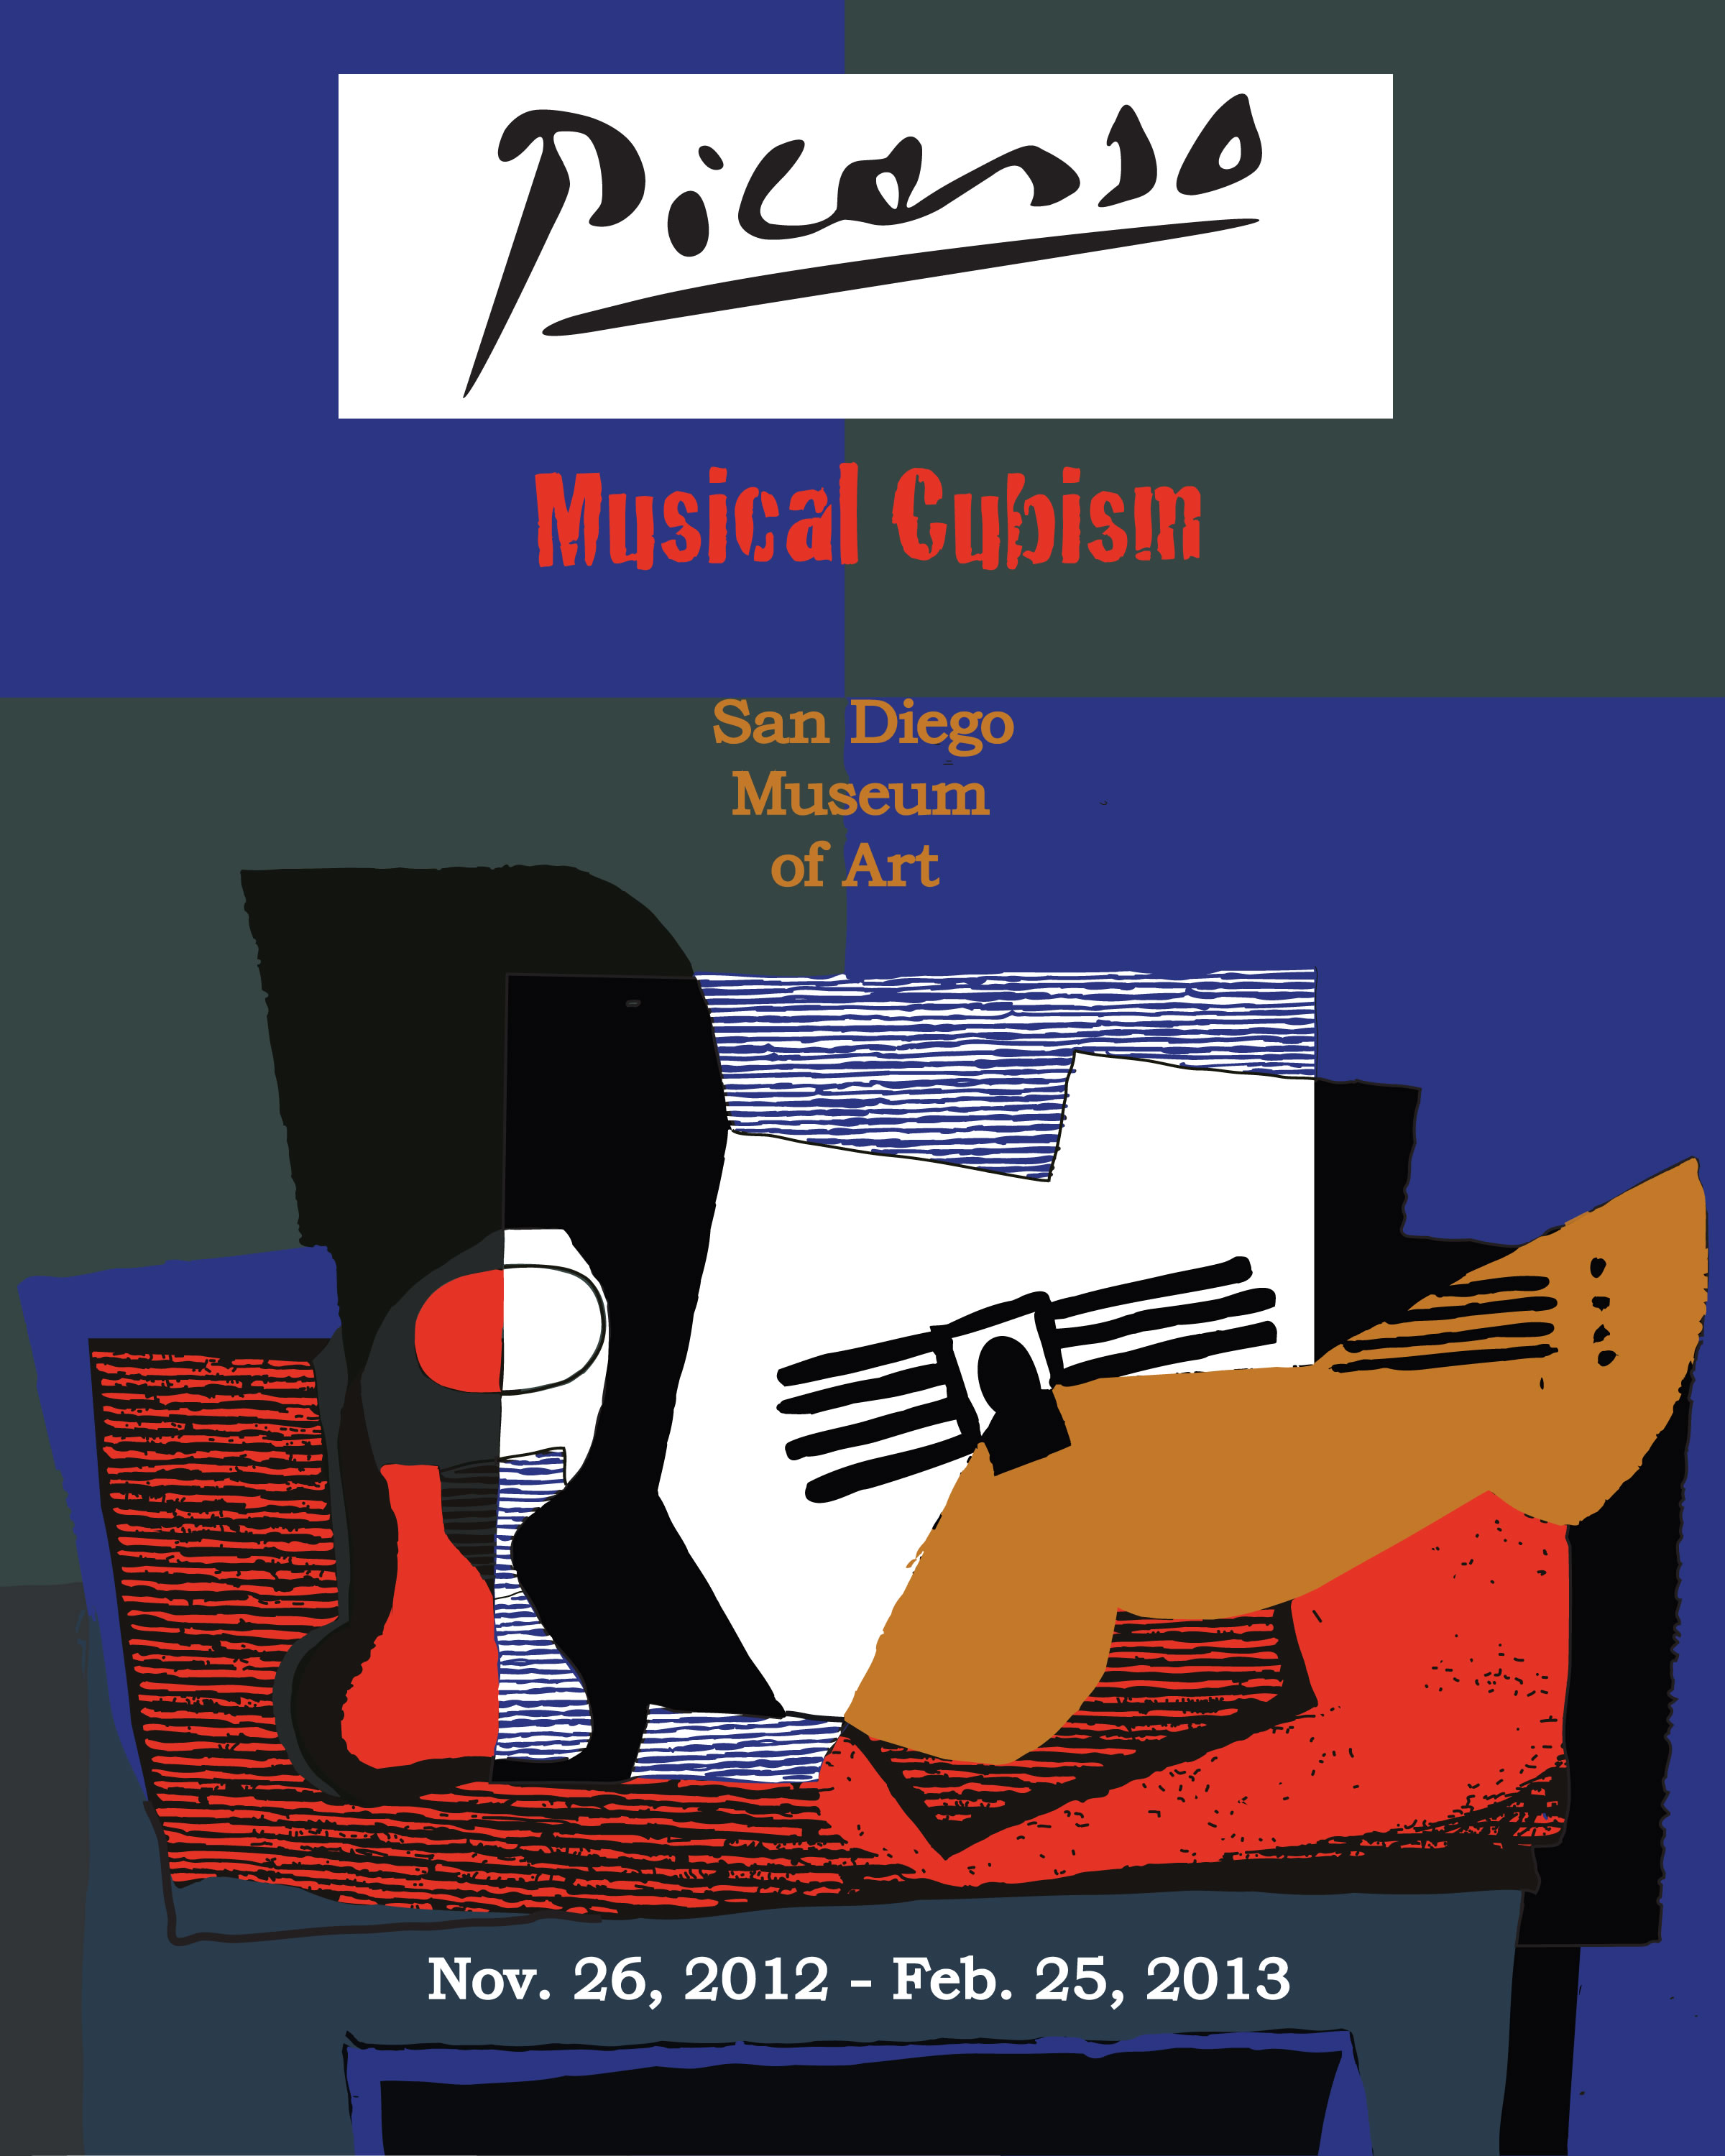 Picasso
Musical Cubism
San Diego
Museum
of Art
Nov. 26, 2012 - Feb. 25, 2013